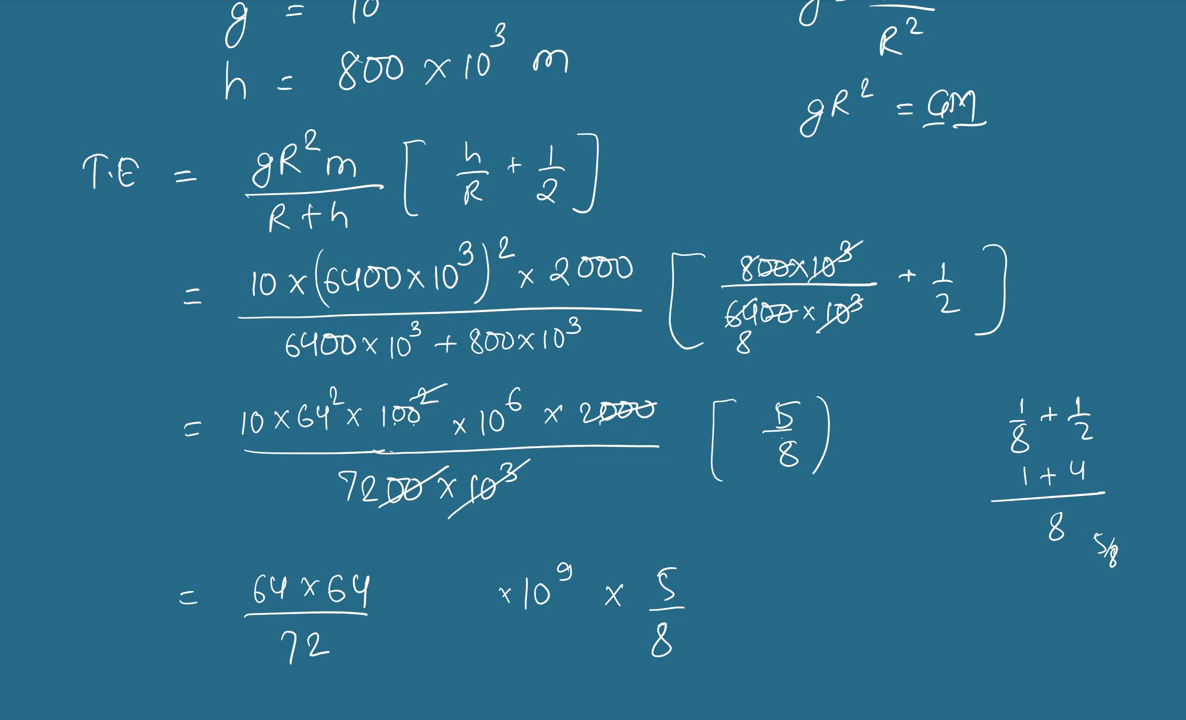 g = 10
h = 800 × 10³ m
R²
gR² = GM
T.E = gR²m / R + h [ h/R + 1/2 ]
= 10 × (6400 × 10³)² × 2000 / 6400 × 10³ + 800 × 10³ [ 800 × 10³ / 6400 × 10³ + 1/2 ]
8
= 10 × 64² × 100² × 10⁶ × 2000 / 7200 × 10³ [ 5/8 )
1/8 + 1/2
1 + 4 / 8
5/8
= 64 × 64 / 72 × 10⁹ × 5/8